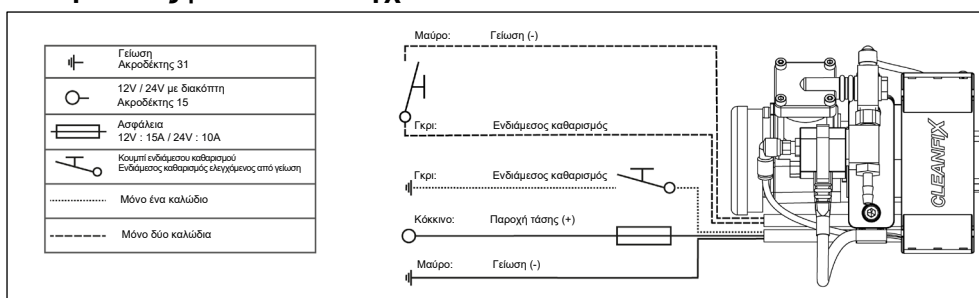 Γείωση
Ακροδέκτης 31
12V / 24V με διακόπτη
Ακροδέκτης 15
Ασφάλεια
12V : 15A / 24V : 10A
Κουμπί ενδιάμεσου καθαρισμού
Ενδιάμεσος καθαρισμός ελεγχόμενος από γείωση
Μόνο ένα καλώδιο
Μόνο δύο καλώδια
Μαύρο: Γείωση (-)
Γκρι: Ενδιάμεσος καθαρισμός
Γκρι: Ενδιάμεσος καθαρισμός
Κόκκινο: Παροχή τάσης (+)
Μαύρο: Γείωση (-)
CLEANFIX